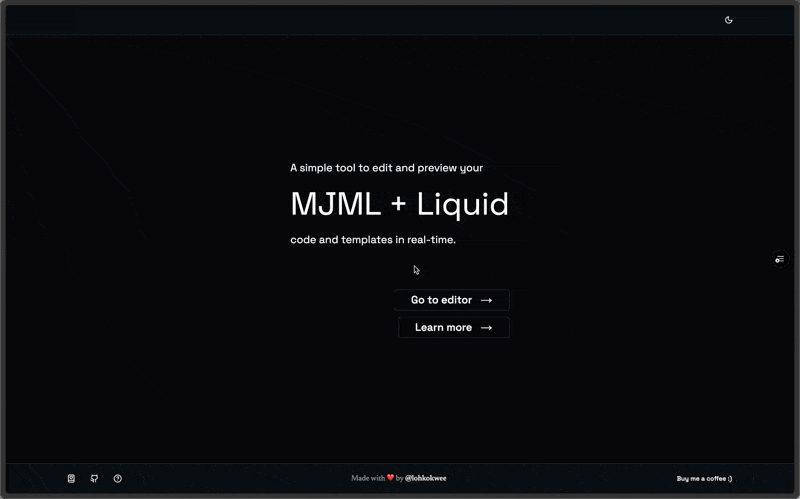 A simple tool to edit and preview your
MJML + Liquid
code and templates in real-time.
Go to editor →
Learn more →
Made with ❤️ by @lohkokwee
Buy me a coffee :)